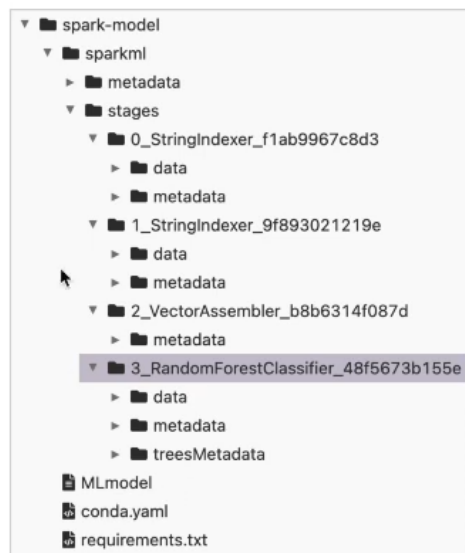 spark-model
sparkml
metadata
stages
0_StringIndexer_f1ab9967c8d3
data
metadata
1_StringIndexer_9f893021219e
data
metadata
2_VectorAssembler_b8b6314f087d
metadata
3_RandomForestClassifier_48f5673b155e
data
metadata
treesMetadata
MLmodel
conda.yaml
requirements.txt